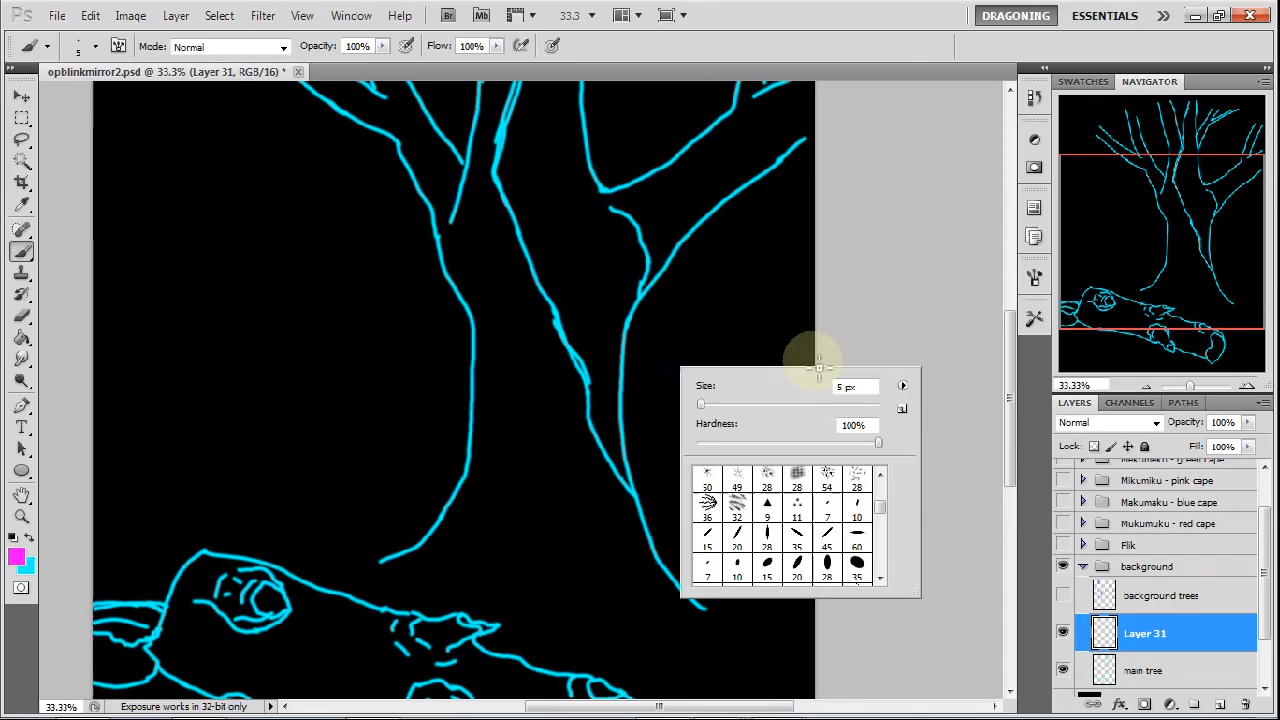 Ps File Edit Image Layer Select Filter View Window Help Br Mb 33.3 DRAGONING ESSENTIALS
5 Mode: Normal Opacity: 100% Flow: 100%
opblinkmirror2.psd @ 33.3% (Layer 31, RGB/16) *
SWATCHES NAVIGATOR
33.33%
LAYERS CHANNELS PATHS
Normal Opacity: 100%
Lock: Fill: 100%
Mikumiku - pink cape
Makumaku - blue cape
Mukumuku - red cape
Flik
background
background trees
Layer 31
main tree
Size: 5 px
Hardness: 100%
50 49 28 28 54 28
36 32 9 11 7 10
15 20 28 35 45 60
7 10 15 20 28 35
33.33% Exposure works in 32-bit only